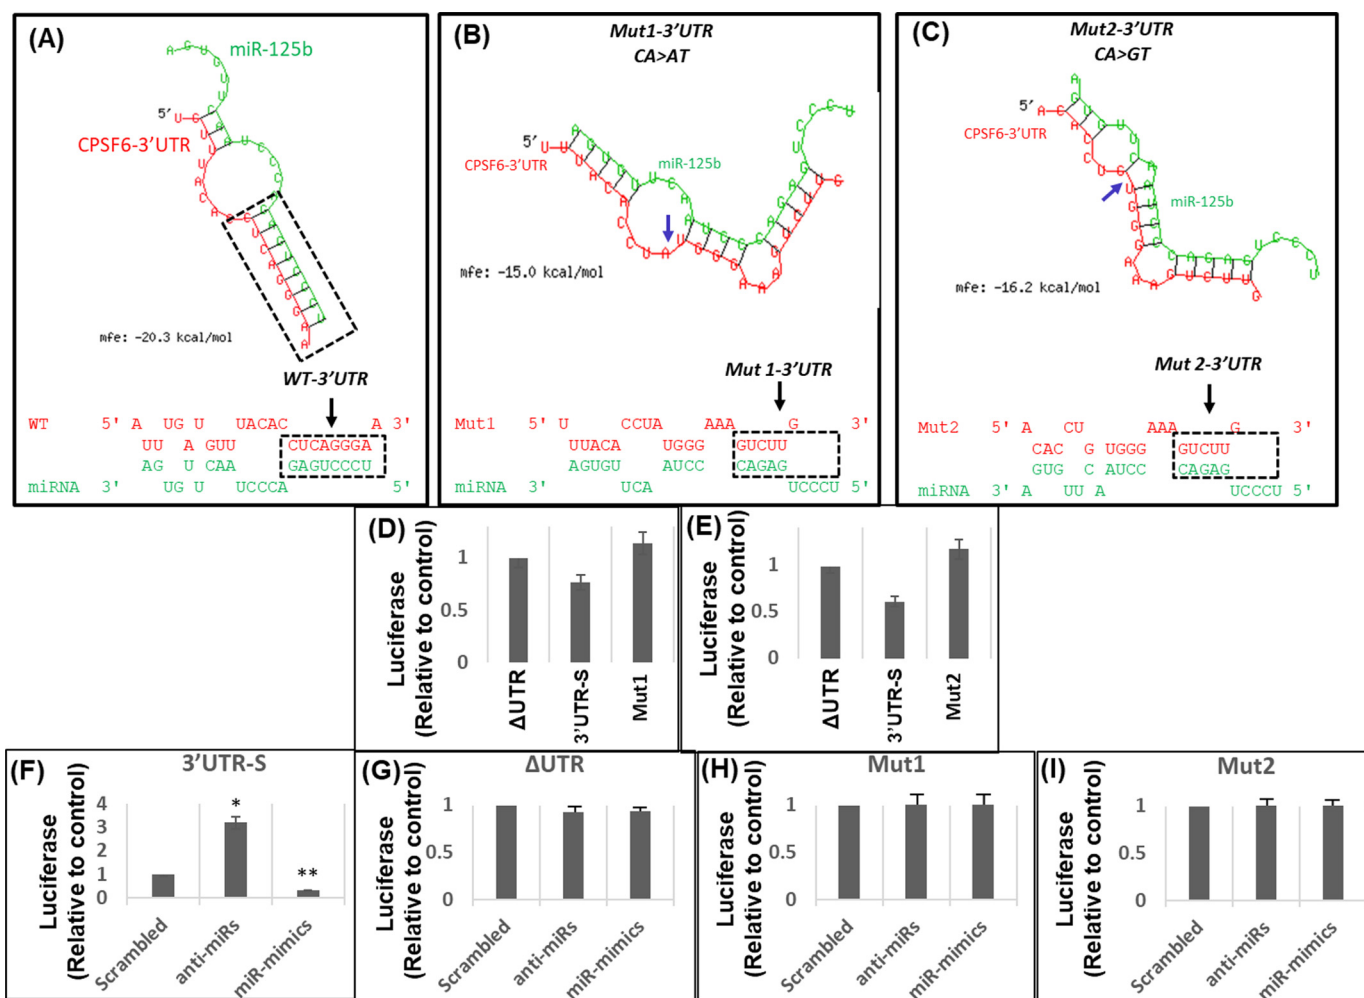 (A)
miR-125b
5'
CPSF6-3'UTR
mfe: -20.3 kcal/mol
WT-3'UTR
WT 5' A UG U UACAC A 3'
UU A GUU CUCAGGGA
AG U CAA GAGUCCCU
miRNA 3' UG U UCCCA 5'
(B)
Mut1-3'UTR
CA>AT
5'
CPSF6-3'UTR
miR-125b
mfe: -15.0 kcal/mol
Mut 1-3'UTR
Mut1 5' U CCUA AAA G 3'
UUACA UGGG GUCUU
AGUGU AUCC CAGAG
miRNA 3' UCA UCCCU 5'
(C)
Mut2-3'UTR
CA>GT
5'
CPSF6-3'UTR
miR-125b
mfe: -16.2 kcal/mol
Mut 2-3'UTR
Mut2 5' A CU AAA G 3'
CAC G UGGG GUCUU
GUG C AUCC CAGAG
miRNA 3' A UU A UCCCU 5'
(D)
Luciferase
(Relative to control)
1
0.5
0
ΔUTR
3'UTR-S
Mut1
(E)
Luciferase
(Relative to control)
1
0.5
0
ΔUTR
3'UTR-S
Mut2
(F)
3'UTR-S
Luciferase
(Relative to control)
4
3
2
1
0
*
**
Scrambled
anti-miRs
miR-mimics
(G)
ΔUTR
Luciferase
(Relative to control)
1
0.5
0
Scrambled
anti-miRs
miR-mimics
(H)
Mut1
Luciferase
(Relative to control)
1
0.5
0
Scrambled
anti-miRs
miR-mimics
(I)
Mut2
Luciferase
(Relative to control)
1
0.5
0
Scrambled
anti-miRs
miR-mimics